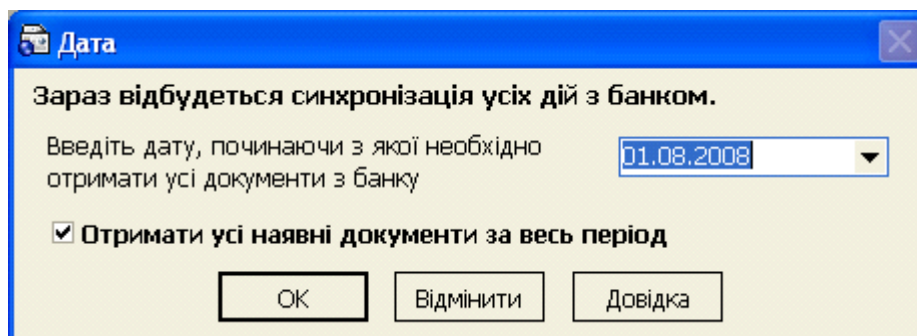 Дата
Зараз відбудеться синхронізація усіх дій з банком.
Введіть дату, починаючи з якої необхідно
отримати усі документи з банку
01.08.2008
Отримати усі наявні документи за весь період
ОК
Відмінити
Довідка